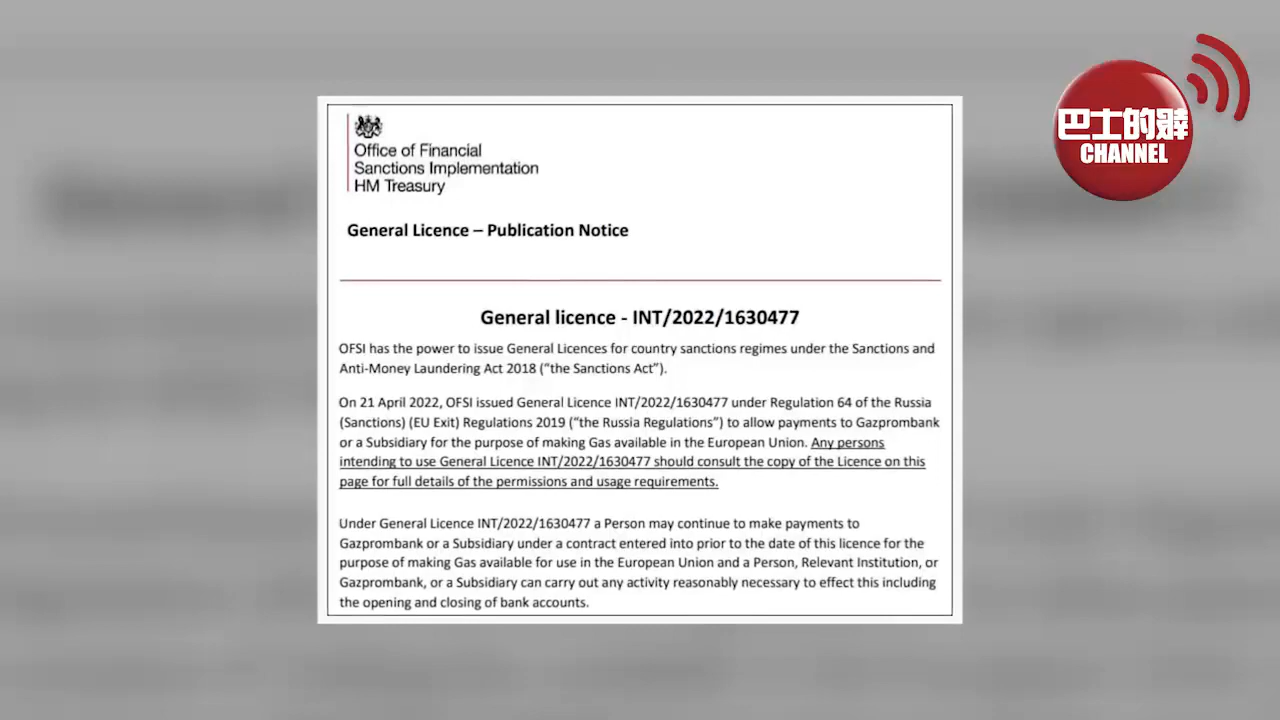 巴士的報
CHANNEL
Office of Financial
Sanctions Implementation
HM Treasury
General Licence – Publication Notice
General licence - INT/2022/1630477
OFSI has the power to issue General Licences for country sanctions regimes under the Sanctions and
Anti-Money Laundering Act 2018 (“the Sanctions Act”).
On 21 April 2022, OFSI issued General Licence INT/2022/1630477 under Regulation 64 of the Russia
(Sanctions) (EU Exit) Regulations 2019 (“the Russia Regulations”) to allow payments to Gazprombank
or a Subsidiary for the purpose of making Gas available in the European Union. Any persons
intending to use General Licence INT/2022/1630477 should consult the copy of the Licence on this
page for full details of the permissions and usage requirements.
Under General Licence INT/2022/1630477 a Person may continue to make payments to
Gazprombank or a Subsidiary under a contract entered into prior to the date of this licence for the
purpose of making Gas available for use in the European Union and a Person, Relevant Institution, or
Gazprombank, or a Subsidiary can carry out any activity reasonably necessary to effect this including
the opening and closing of bank accounts.